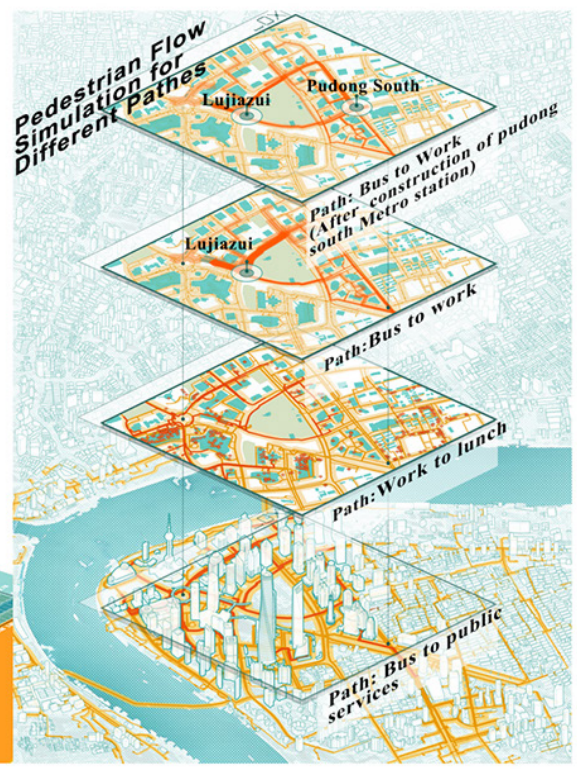 Pedestrian Flow
Simulation for
Different Pathes
Lujiazui
Pudong South
Path: Bus to Work
(After construction of pudong
south Metro station)
Lujiazui
Path:Bus to work
Path:Work to lunch
Path: Bus to public
services